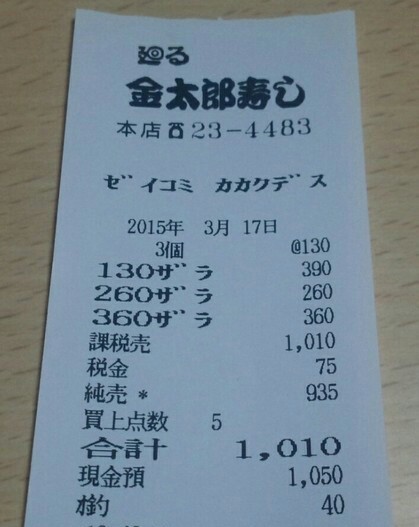 廻る
金太郎寿し
本店☎23-4483
ゼイコミ カカクデス
2015年 3月 17日
3個 @130
130ザラ 390
260ザラ 260
360ザラ 360
課税売 1,010
税金 75
純売 * 935
買上点数 5
合計 1,010
現金預 1,050
お釣 40